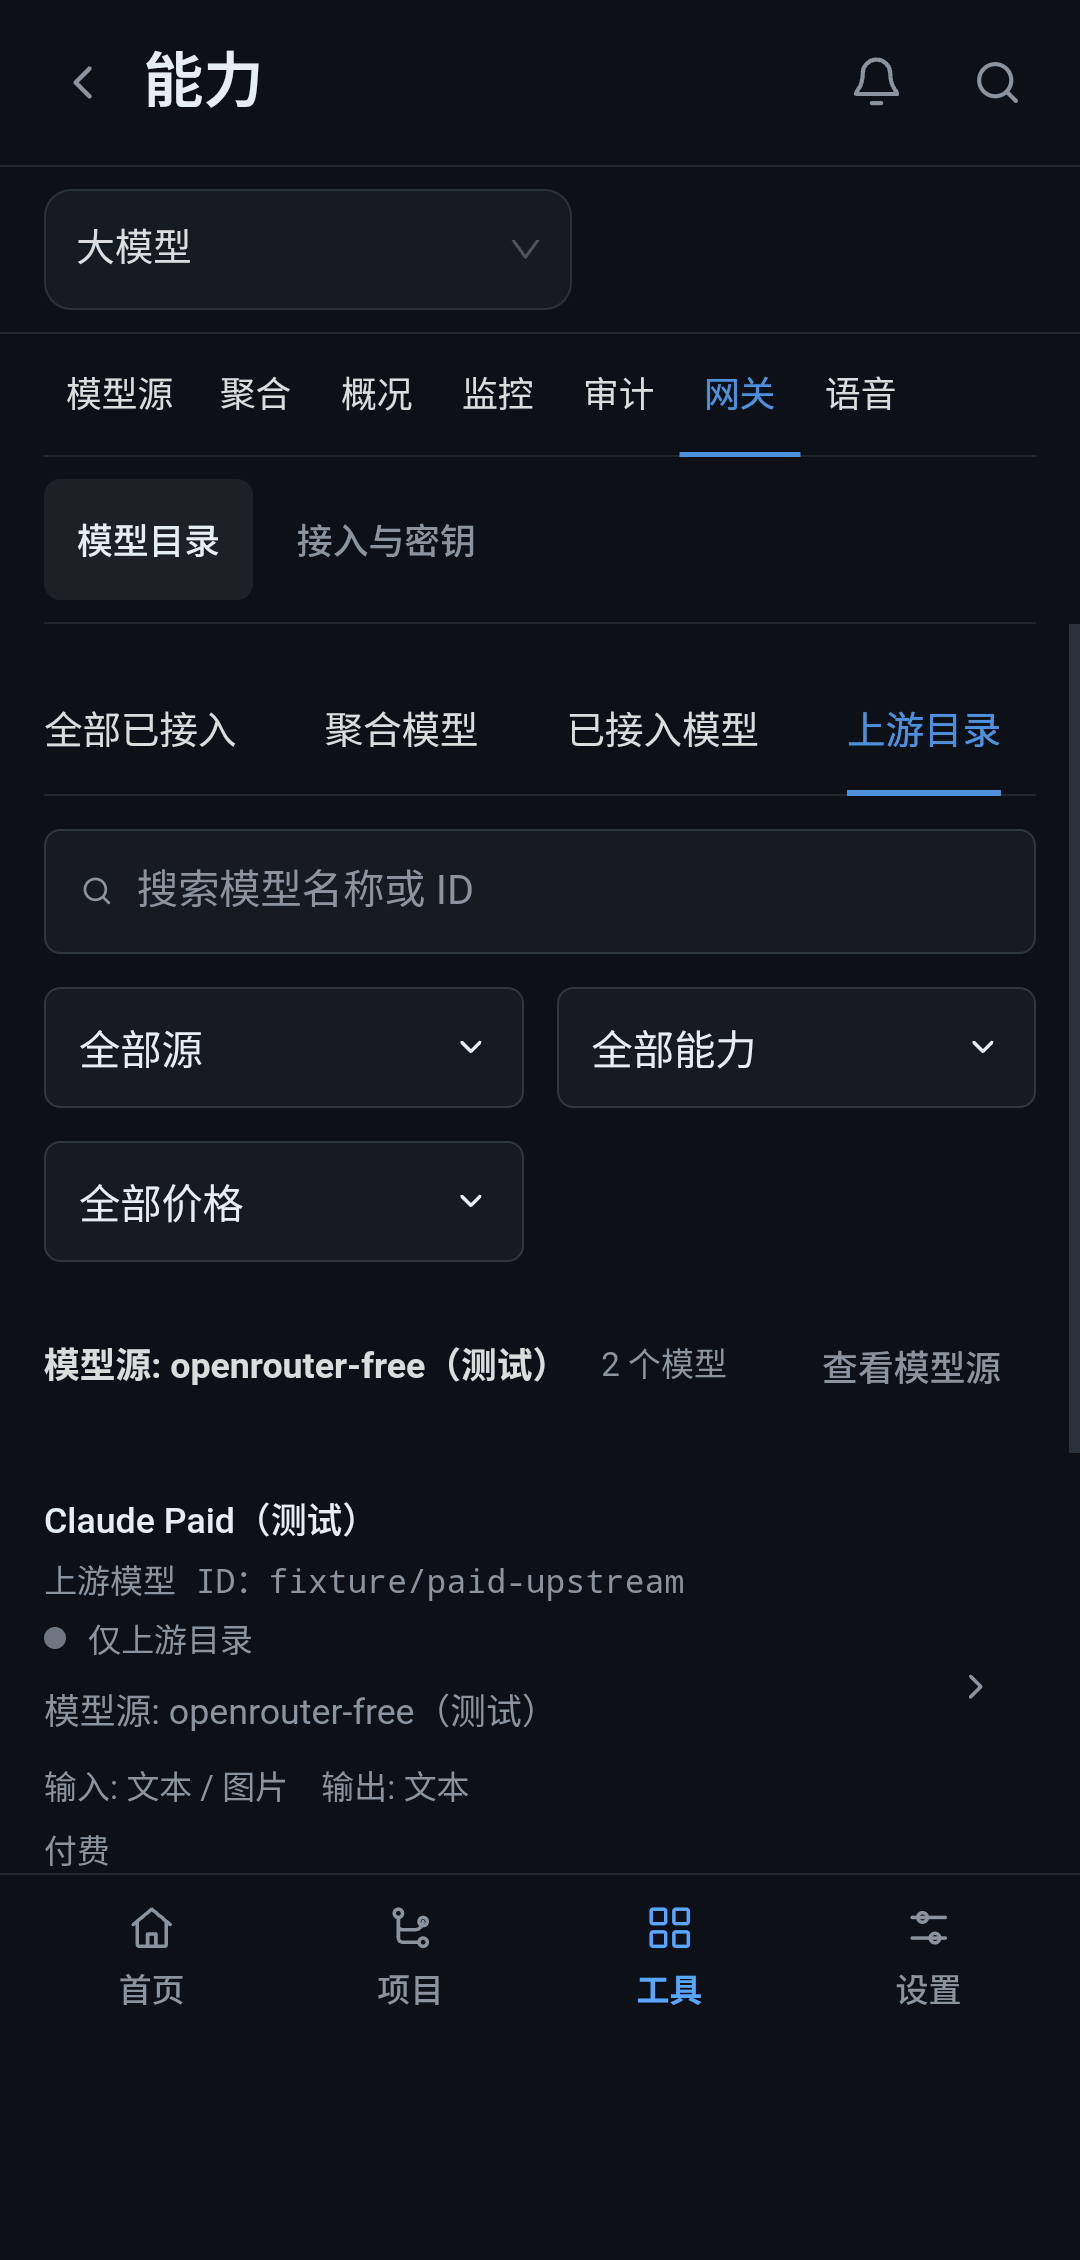 能力
大模型
模型源 聚合 概况 监控 审计 网关 语音
模型目录 接入与密钥
全部已接入 聚合模型 已接入模型 上游目录
搜索模型名称或 ID
全部源 全部能力
全部价格
模型源: openrouter-free（测试） 2 个模型 查看模型源
Claude Paid（测试）
上游模型 ID: fixture/paid-upstream
仅上游目录
模型源: openrouter-free（测试）
输入: 文本 / 图片 输出: 文本
付费
首页 项目 工具 设置